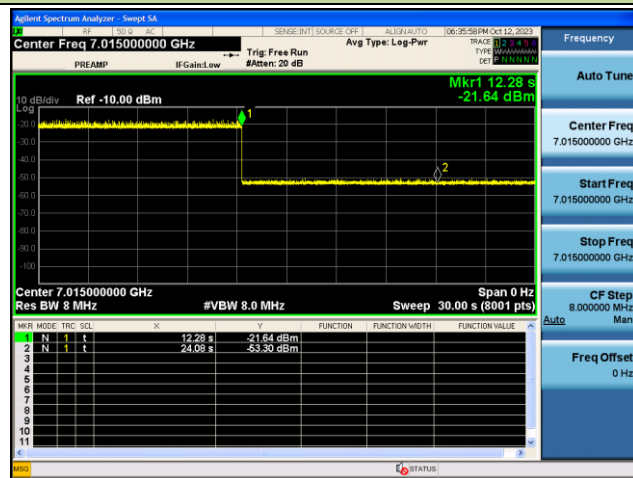 Agilent Spectrum Analyzer - Swept SA
RF 50 Ω AC SENSE:INT SOURCE OFF ALIGNAUTO 06:35:58PM Oct 12, 2023
Center Freq 7.015000000 GHz
PREAMP IFGain:Low
Trig: Free Run
#Atten: 20 dB
Avg Type: Log-Pwr
TRACE 1 2 3 4 5 6
TYPE
DET P N N N N N
Mkr1 12.28 s
-21.64 dBm
10 dB/div Ref -10.00 dBm
Log
1
2
-20.0
-30.0
-40.0
-50.0
-60.0
-70.0
-80.0
-90.0
-100
Center 7.015000000 GHz Span 0 Hz
Res BW 8 MHz #VBW 8.0 MHz Sweep 30.00 s (8001 pts)
MKR MODE TRC SCL X Y FUNCTION FUNCTION WIDTH FUNCTION VALUE
1 N 1 t 12.28 s -21.64 dBm
2 N 1 t 24.08 s -53.30 dBm
3
4
5
6
7
8
9
10
11
MSG STATUS
Frequency
Auto Tune
Center Freq
7.015000000 GHz
Start Freq
7.015000000 GHz
Stop Freq
7.015000000 GHz
CF Step
8.000000 MHz
Auto Man
Freq Offset
0 Hz